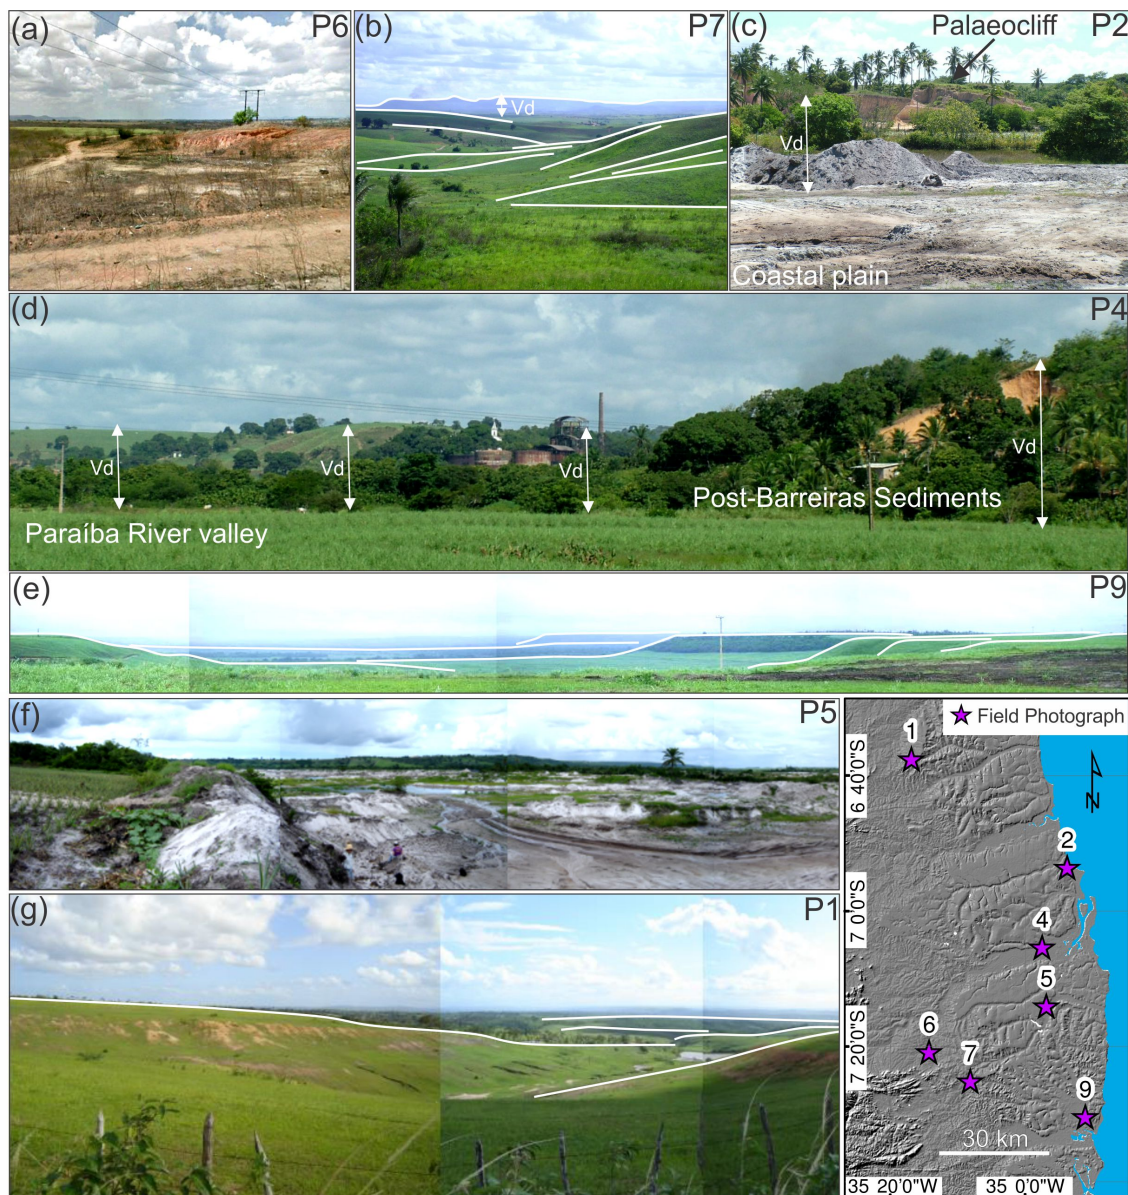 (a) P6
(b) P7
Vd
(c) Palaeocliff P2
Vd
Coastal plain
(d) P4
Vd Vd Vd Vd
Post-Barreiras Sediments
Paraíba River valley
(e) P9
(f) P5
(g) P1
Field Photograph
1
6 40'0"S
N
2
7 0'0"S
4
5
7 20'0"S
6
7
9
30 km
35 20'0"W 35 0'0"W